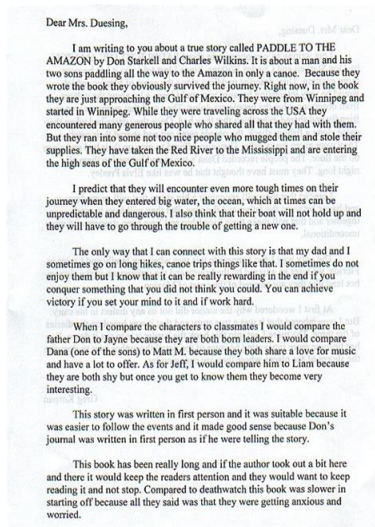 Dear Mrs. Duesing,
I am writing to you about a true story called PADDLE TO THE
AMAZON by Don Starkell and Charles Wilkins. It is about a man and his
two sons paddling all the way to the Amazon in only a canoe. Because they
wrote the book they obviously survived the journey. Right now, in the book
they are just approaching the Gulf of Mexico. They were from Winnipeg and
started in Winnipeg. While they were traveling across the USA they
encountered many generous people who shared all that they had with them.
But they ran into some not too nice people who mugged them and stole their
supplies. They have taken the Red River to the Mississippi and are entering
the high seas of the Gulf of Mexico.
I predict that they will encounter even more tough times on their
journey when they entered big water, the ocean, which at times can be
unpredictable and dangerous. I also think that their boat will not hold up and
they will have to go through the trouble of getting a new one.
The only way that I can connect with this story is that my dad and I
sometimes go on long hikes, canoe trips things like that. I sometimes do not
enjoy them but I know that it can be really rewarding in the end if you
conquer something that you did not think you could. You can achieve
victory if you set your mind to it and if work hard.
When I compare the characters to classmates I would compare the
father Don to Jayne because they are both born leaders. I would compare
Dana (one of the sons) to Matt M. because they both share a love for music
and have a lot to offer. As for Jeff, I would compare him to Liam because
they are both shy but once you get to know them they become very
interesting.
This story was written in first person and it was suitable because it
was easier to follow the events and it made good sense because Don's
journal was written in first person as if he were telling the story.
This book has been really long and if the author took out a bit here
and there it would keep the readers attention and they would want to keep
reading it and not stop. Compared to deathwatch this book was slower in
starting off because all they said was that they were getting anxious and
worried.